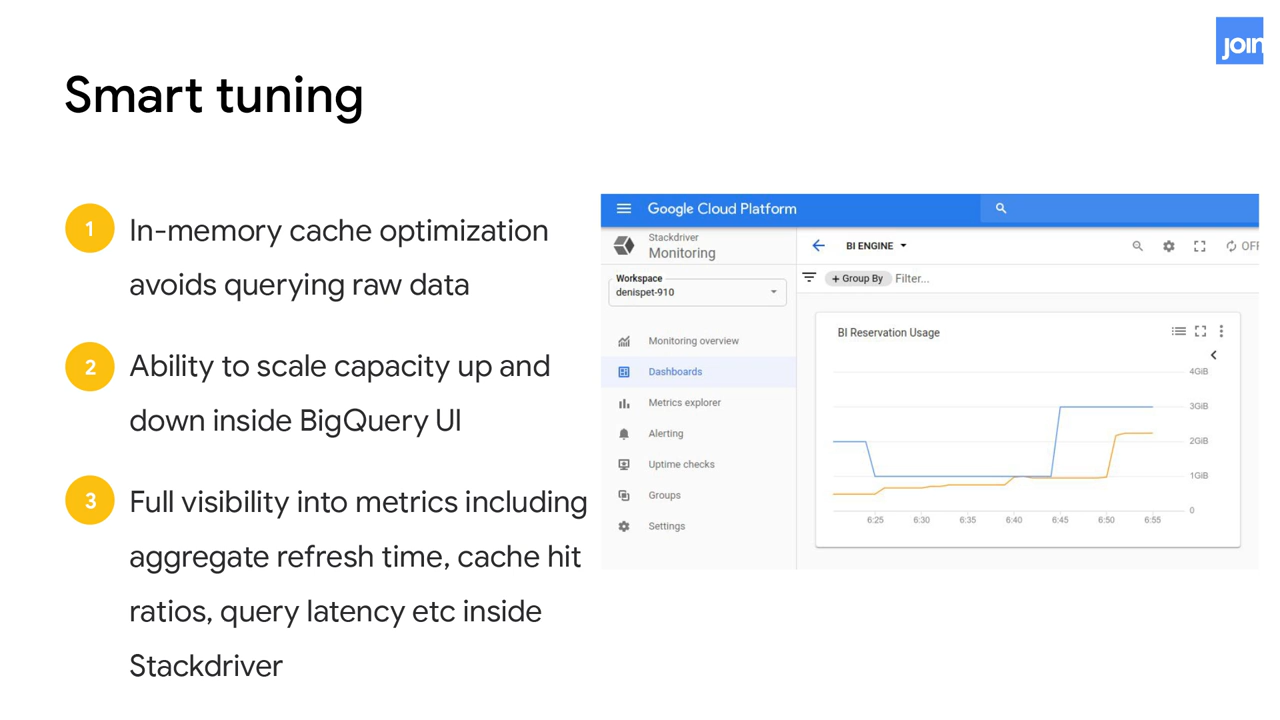 join
Smart tuning
1
In-memory cache optimization
avoids querying raw data
2
Ability to scale capacity up and
down inside BigQuery UI
3
Full visibility into metrics including
aggregate refresh time, cache hit
ratios, query latency etc inside
Stackdriver
Google Cloud Platform
Stackdriver
Monitoring
Workspace
denispet-910
Monitoring overview
Dashboards
Metrics explorer
Alerting
Uptime checks
Groups
Settings
BI ENGINE
OFF
+ Group By Filter...
BI Reservation Usage
4GiB
3GiB
2GiB
1GiB
0
6:25 6:30 6:35 6:40 6:45 6:50 6:55